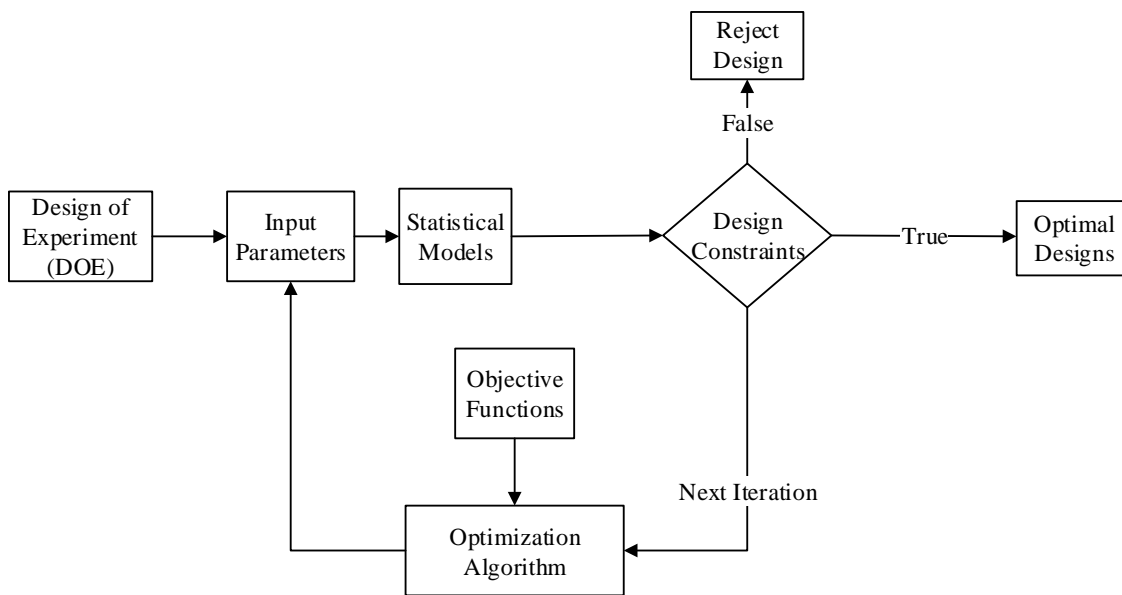 Reject
Design
False
Design of
Experiment
(DOE)
Input
Parameters
Statistical
Models
Design
Constraints
True
Optimal
Designs
Objective
Functions
Next Iteration
Optimization
Algorithm